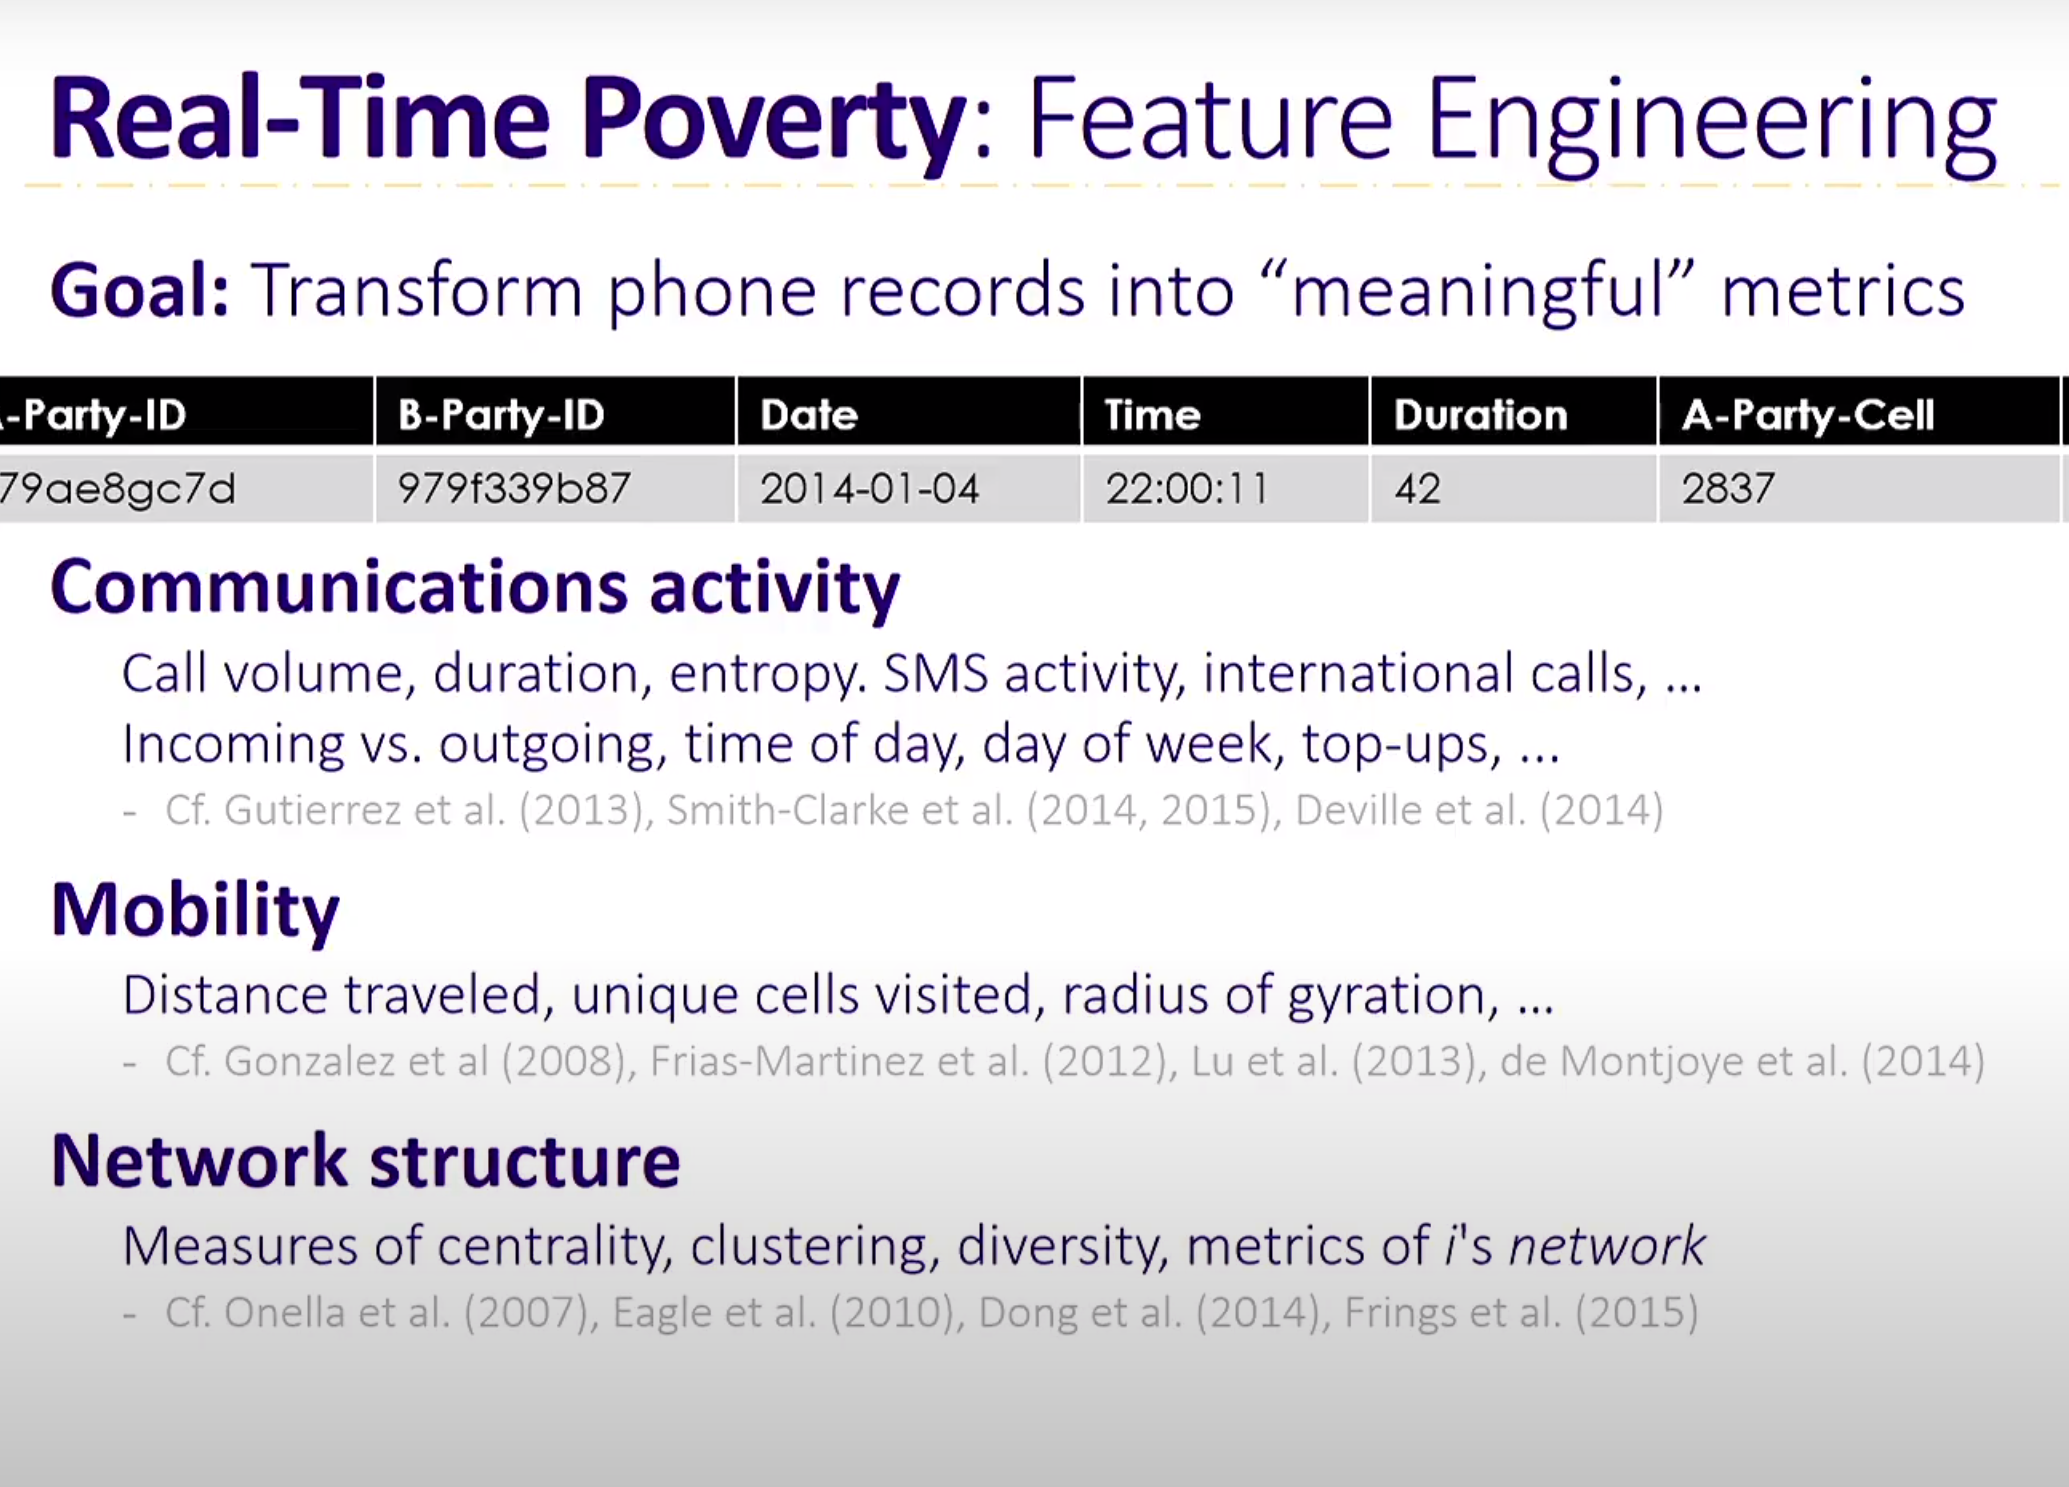 Real-Time Poverty: Feature Engineering
Goal: Transform phone records into “meaningful” metrics
-Party-ID B-Party-ID Date Time Duration A-Party-Cell
79ae8gc7d 979f339b87 2014-01-04 22:00:11 42 2837
Communications activity
Call volume, duration, entropy. SMS activity, international calls, ...
Incoming vs. outgoing, time of day, day of week, top-ups, ...
- Cf. Gutierrez et al. (2013), Smith-Clarke et al. (2014, 2015), Deville et al. (2014)
Mobility
Distance traveled, unique cells visited, radius of gyration, ...
- Cf. Gonzalez et al (2008), Frias-Martinez et al. (2012), Lu et al. (2013), de Montjoye et al. (2014)
Network structure
Measures of centrality, clustering, diversity, metrics of i's network
- Cf. Onella et al. (2007), Eagle et al. (2010), Dong et al. (2014), Frings et al. (2015)